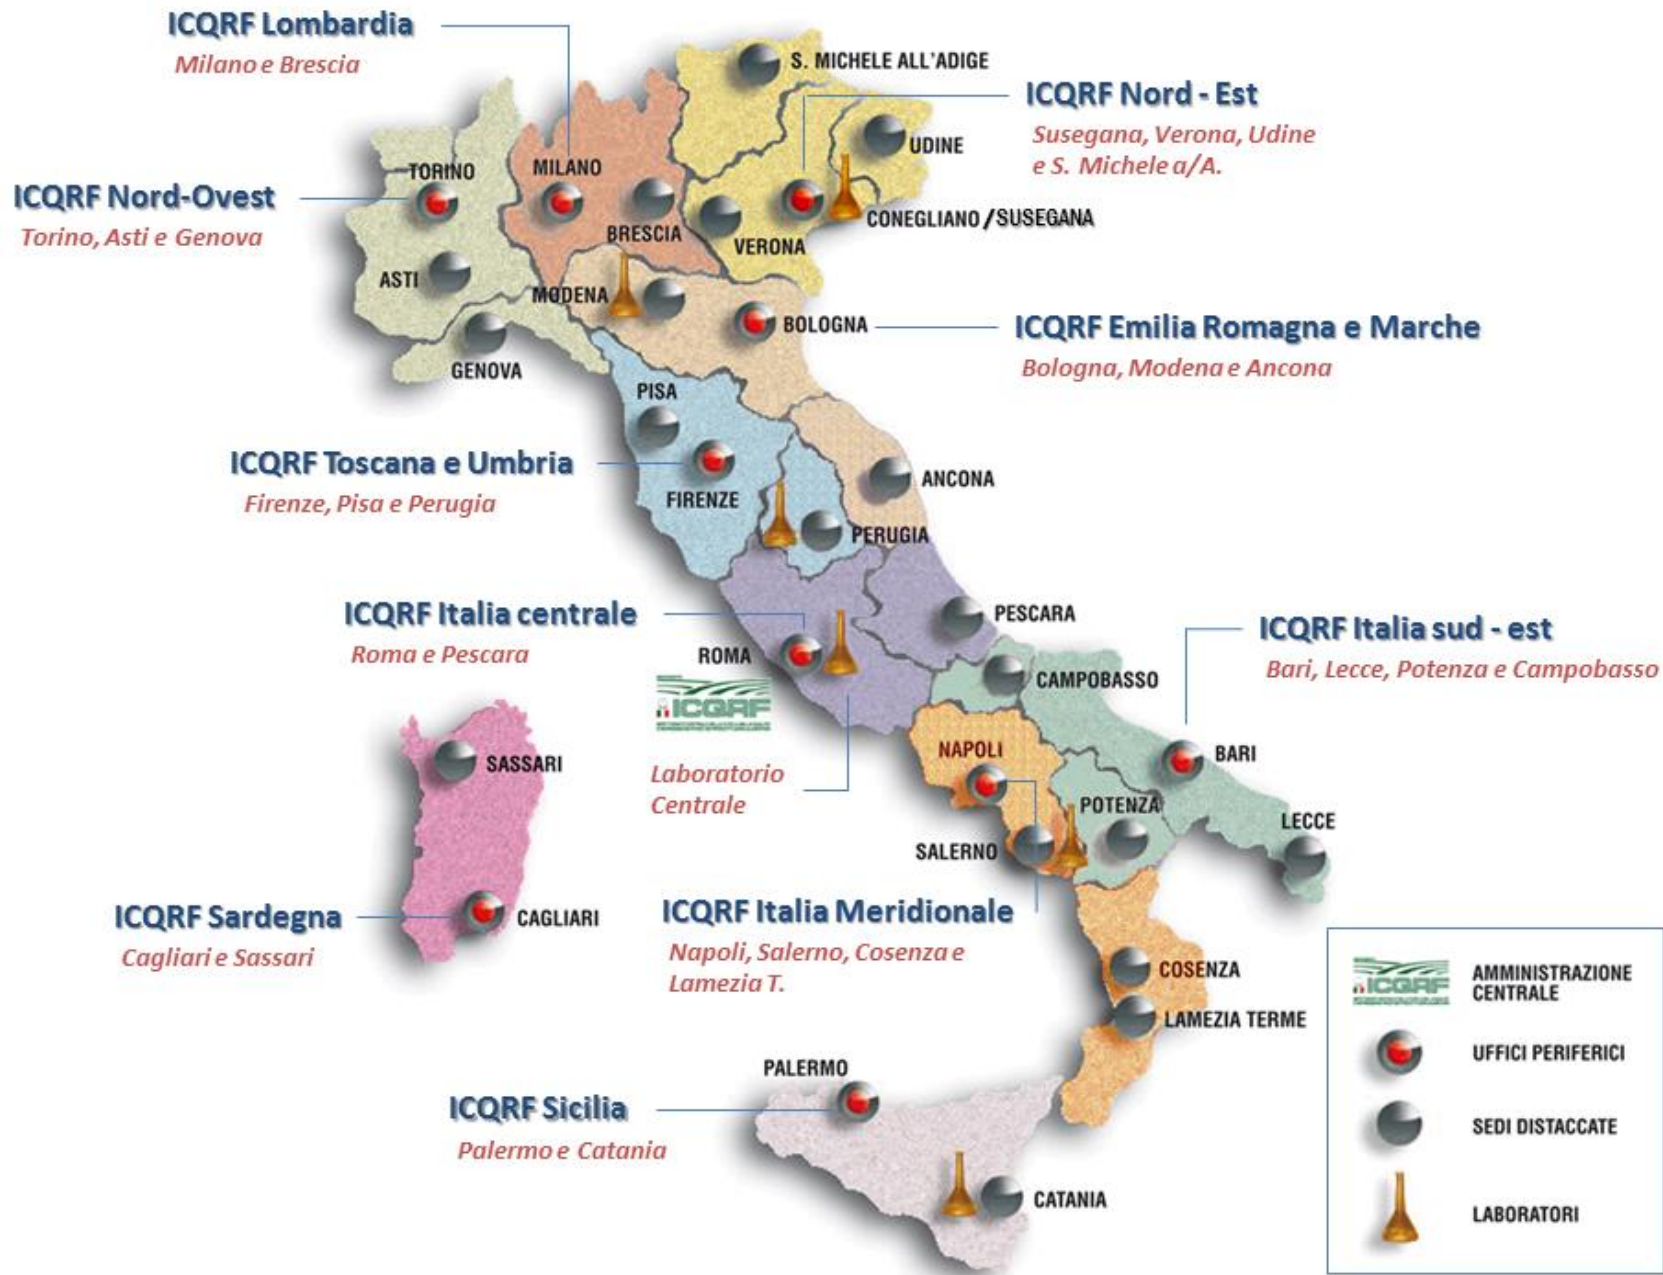 ICQRF Lombardia
Milano e Brescia
S. MICHELE ALL'ADIGE
ICQRF Nord - Est
Susegana, Verona, Udine
e S. Michele a/A.
UDINE
TORINO
MILANO
ICQRF Nord-Ovest
Torino, Asti e Genova
BRESCIA
VERONA
CONEGLIANO/SUSEGANA
ASTI
MODENA
BOLOGNA
ICQRF Emilia Romagna e Marche
Bologna, Modena e Ancona
GENOVA
PISA
ICQRF Toscana e Umbria
Firenze, Pisa e Perugia
FIRENZE
ANCONA
PERUGIA
ICQRF Italia centrale
Roma e Pescara
ROMA
ICQRF
PESCARA
ICQRF Italia sud - est
Bari, Lecce, Potenza e Campobasso
CAMPOBASSO
Laboratorio
Centrale
NAPOLI
BARI
SASSARI
POTENZA
LECCE
SALERNO
ICQRF Sardegna
Cagliari e Sassari
CAGLIARI
ICQRF Italia Meridionale
Napoli, Salerno, Cosenza e
Lamezia T.
COSENZA
LAMEZIA TERME
PALERMO
ICQRF Sicilia
Palermo e Catania
CATANIA
ICQRF
AMMINISTRAZIONE
CENTRALE
UFFICI PERIFERICI
SEDI DISTACCATE
LABORATORI